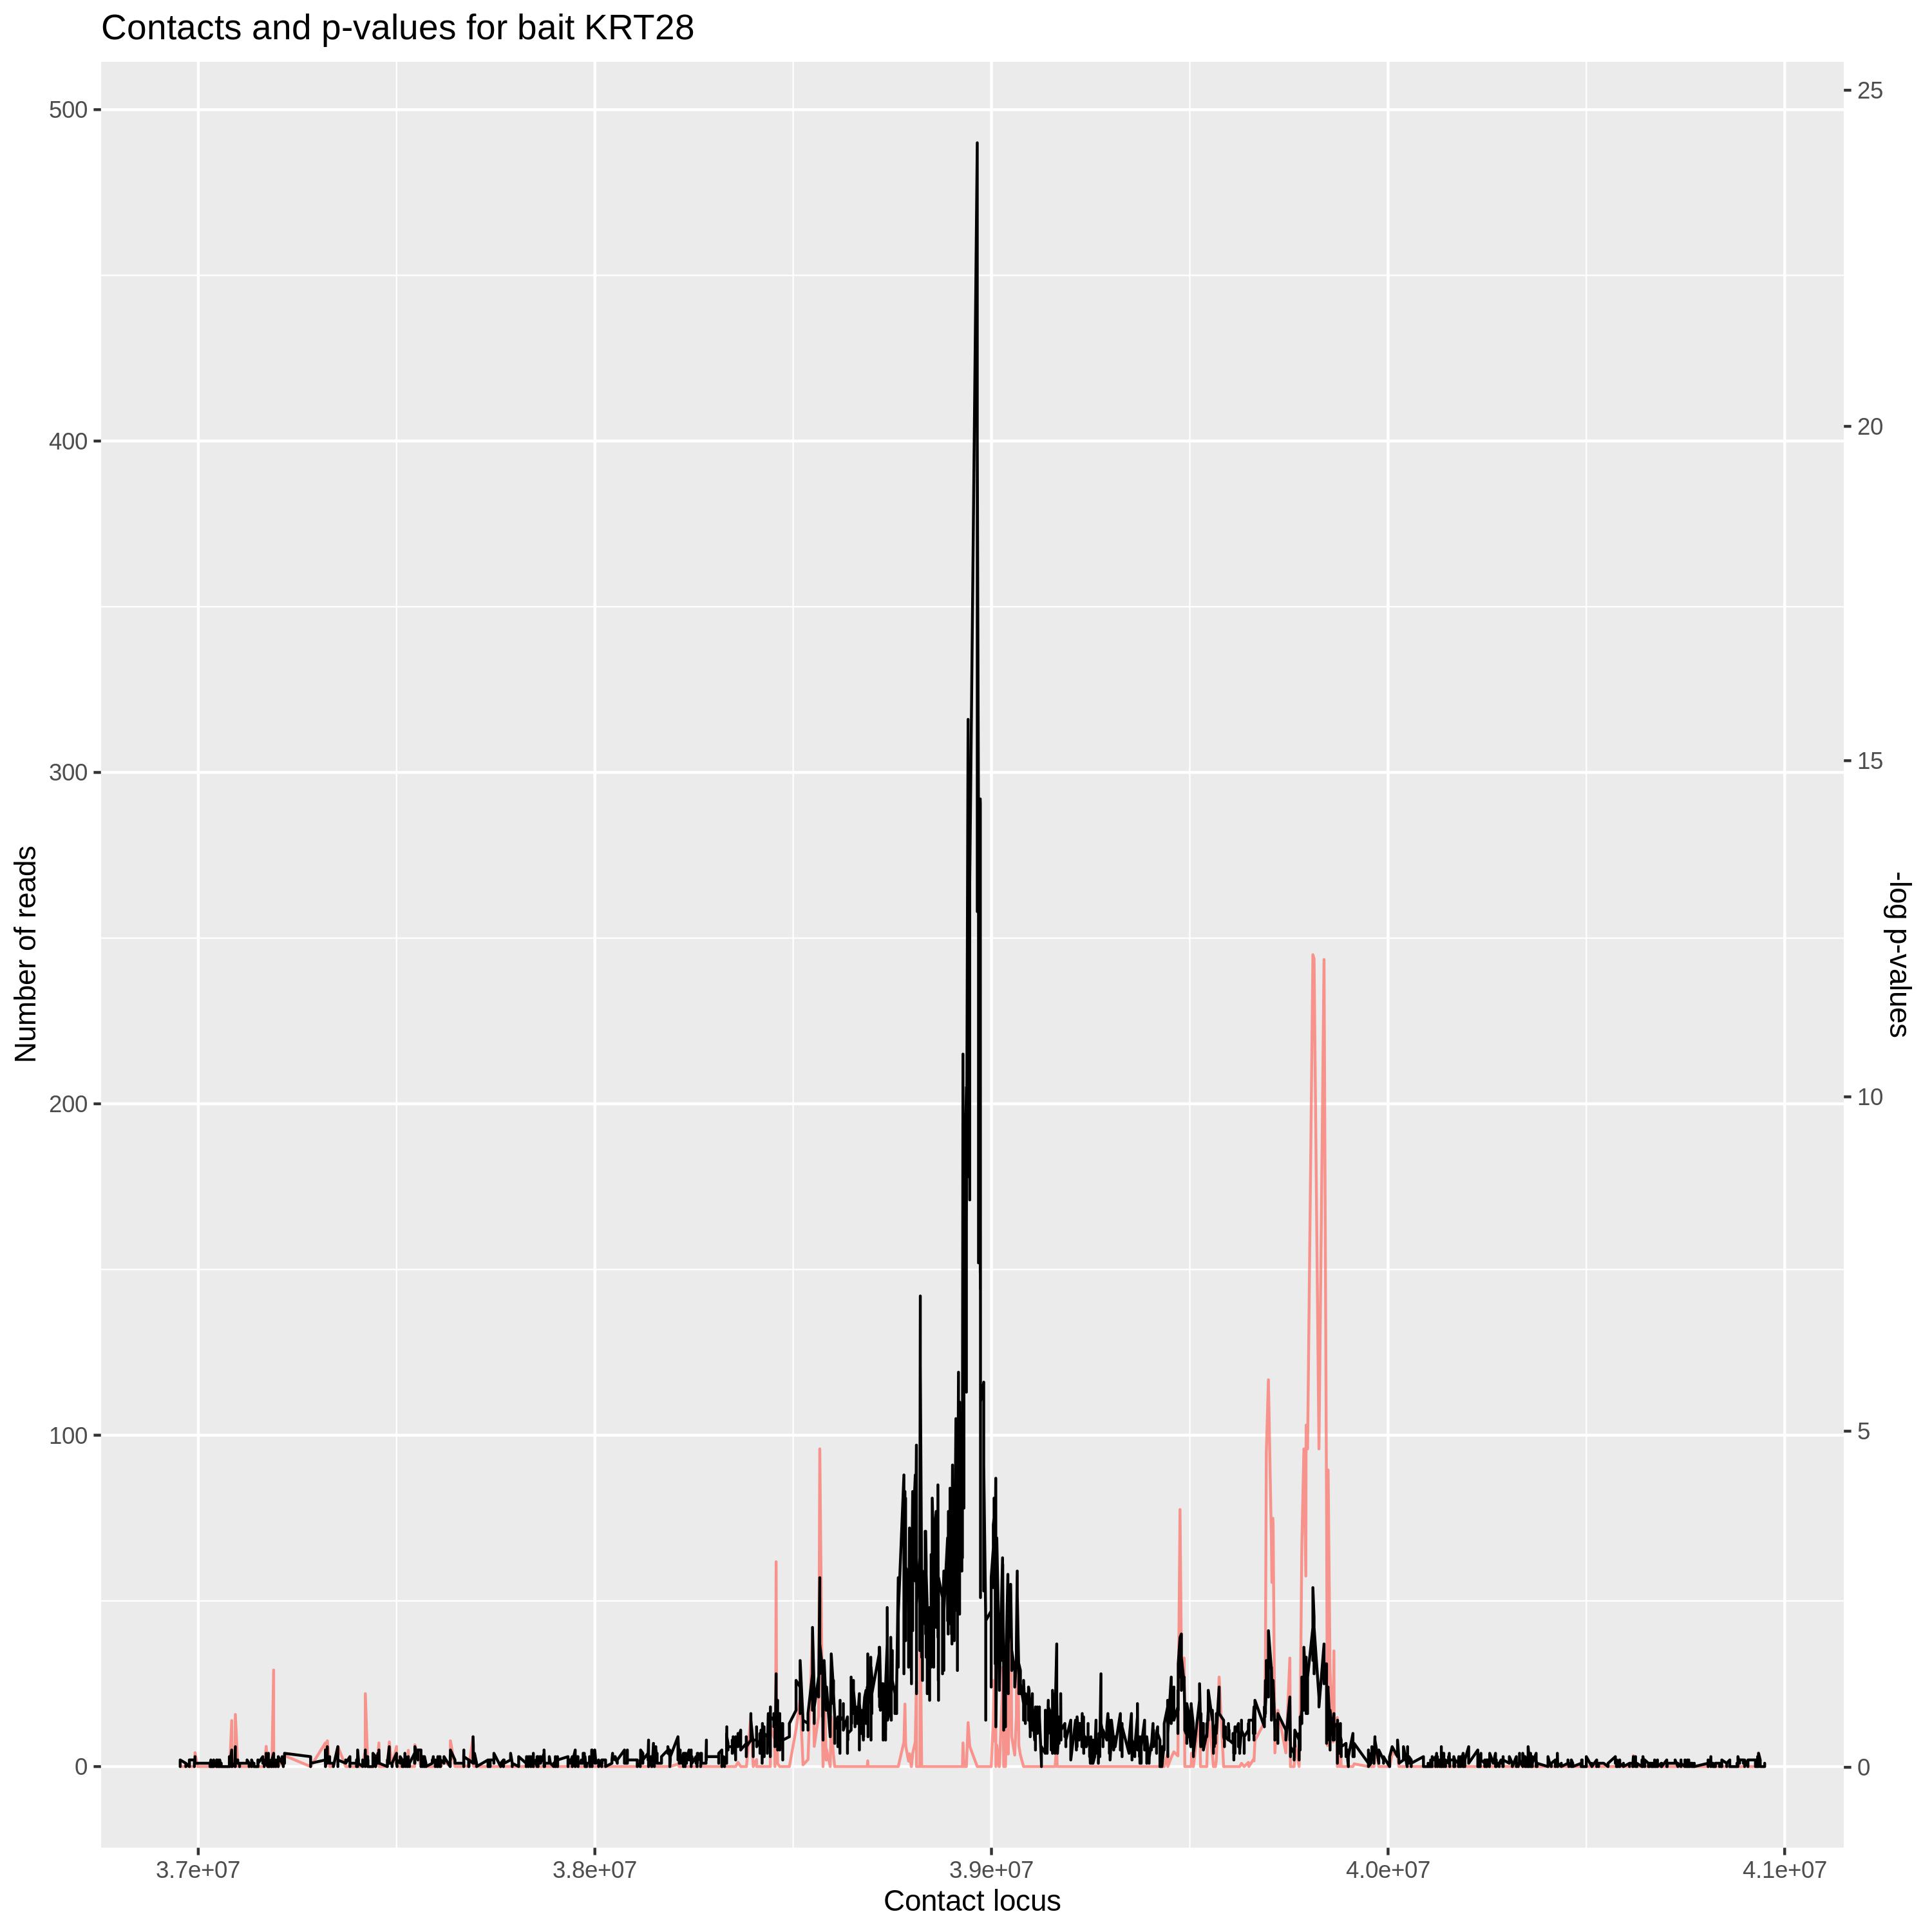 Contacts and p-values for bait KRT28
500
400
300
200
100
0
Number of reads
25
20
15
10
5
0
-log p-values
3.7e+07 3.8e+07 3.9e+07 4.0e+07 4.1e+07
Contact locus